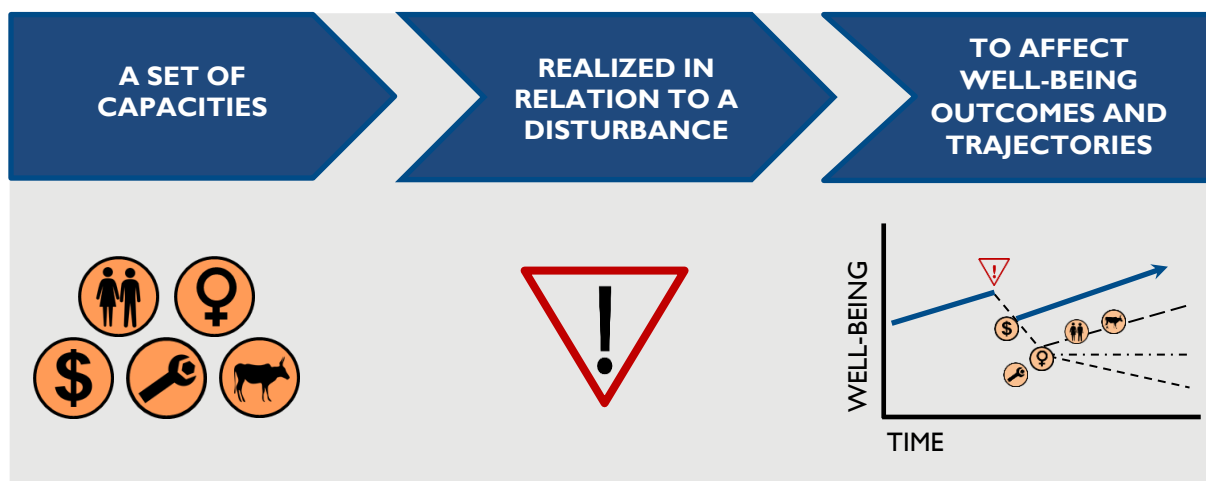 A SET OF
CAPACITIES
REALIZED IN
RELATION TO A
DISTURBANCE
TO AFFECT
WELL-BEING
OUTCOMES AND
TRAJECTORIES
$
!
WELL-BEING
!
$
TIME